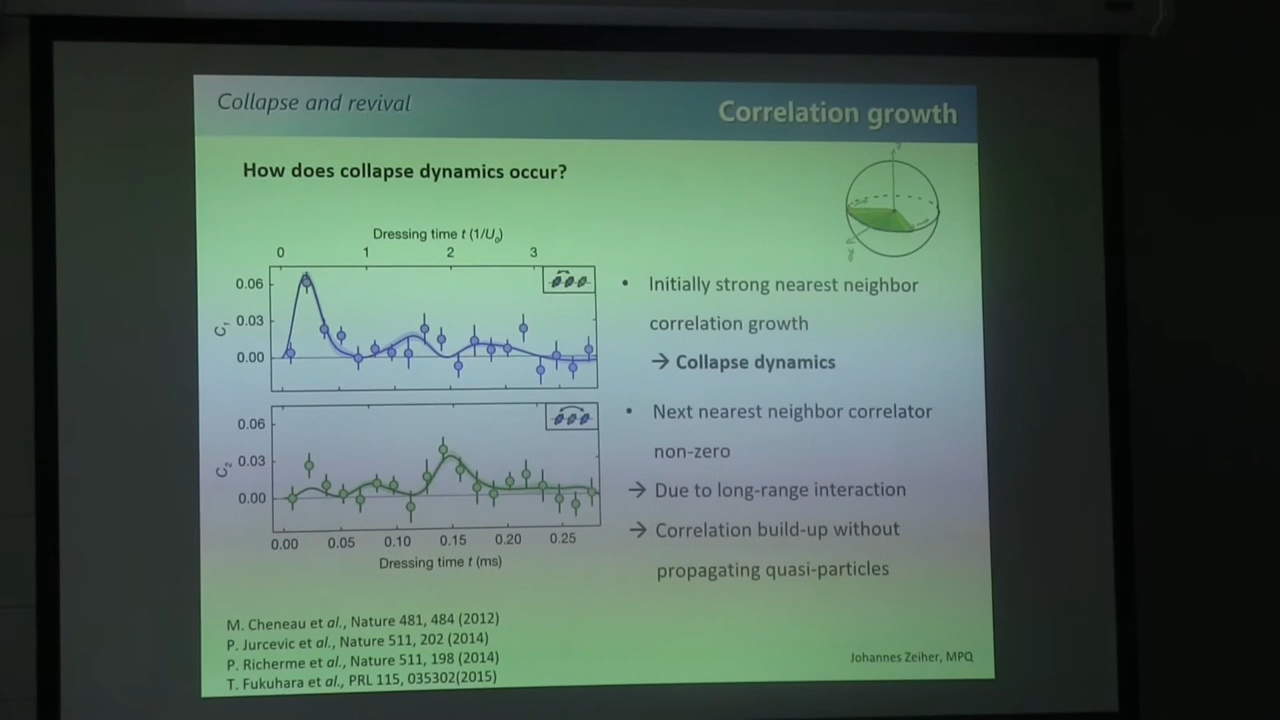 Collapse and revival
Correlation growth
How does collapse dynamics occur?
Dressing time t (1/U₀)
0 1 2 3
0.06
0.03
0.00
C₁
0.06
0.03
0.00
C₂
0.00 0.05 0.10 0.15 0.20 0.25
Dressing time t (ms)
• Initially strong nearest neighbor
correlation growth
→ Collapse dynamics
• Next nearest neighbor correlator
non-zero
→ Due to long-range interaction
→ Correlation build-up without
propagating quasi-particles
M. Cheneau et al., Nature 481, 484 (2012)
P. Jurcevic et al., Nature 511, 202 (2014)
P. Richerme et al., Nature 511, 198 (2014)
T. Fukuhara et al., PRL 115, 035302(2015)
Johannes Zeiher, MPQ